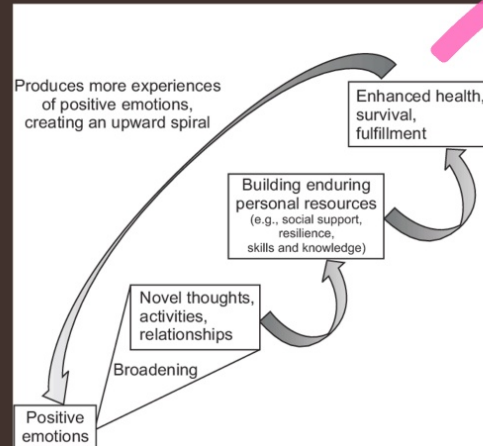 Produces more experiences
of positive emotions,
creating an upward spiral
Enhanced health,
survival,
fulfillment
Building enduring
personal resources
(e.g., social support,
resilience,
skills and knowledge)
Novel thoughts,
activities,
relationships
Broadening
Positive
emotions